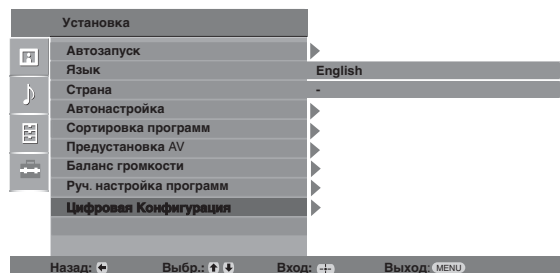 Установка
Автозапуск
Язык English
Страна -
Автонастройка
Сортировка программ
Предустановка AV
Баланс громкости
Руч. настройка программ
Цифровая Конфигурация
Назад: Выбр.: Вход: Выход: MENU